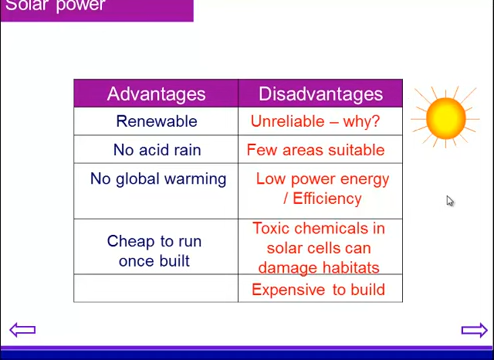 Solar power
Advantages
Disadvantages
Renewable
Unreliable – why?
No acid rain
Few areas suitable
No global warming
Low power energy
/ Efficiency
Cheap to run
once built
Toxic chemicals in
solar cells can
damage habitats
Expensive to build